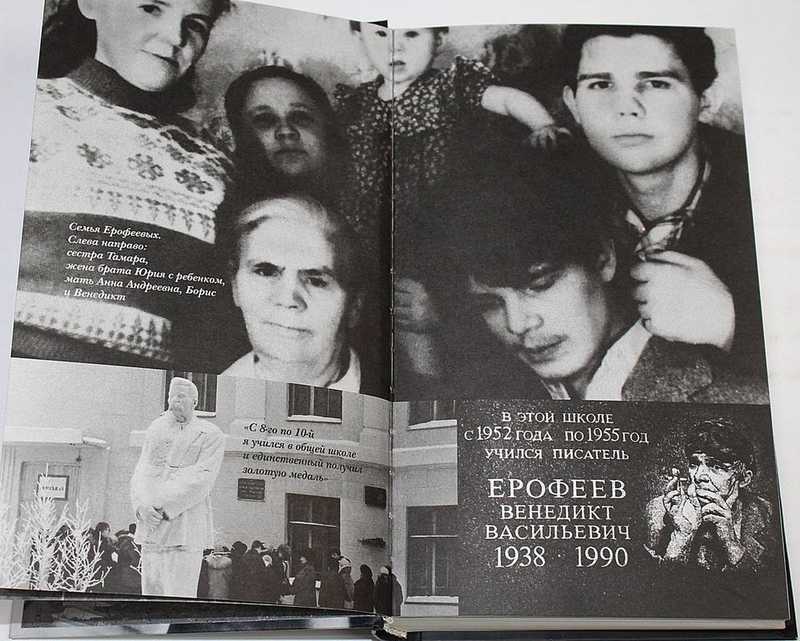 Семья Ерофеевых.
Слева направо:
сестра Тамара,
жена брата Юрия с ребенком,
мать Анна Андреевна, Борис
и Венедикт
«С 8-го по 10-й
я учился в общей школе
и единственный получил
золотую медаль»
В ЭТОЙ ШКОЛЕ
С 1952 ГОДА ПО 1955 ГОД
УЧИЛСЯ ПИСАТЕЛЬ
ЕРОФЕЕВ
ВЕНЕДИКТ
ВАСИЛЬЕВИЧ
1938 · 1990